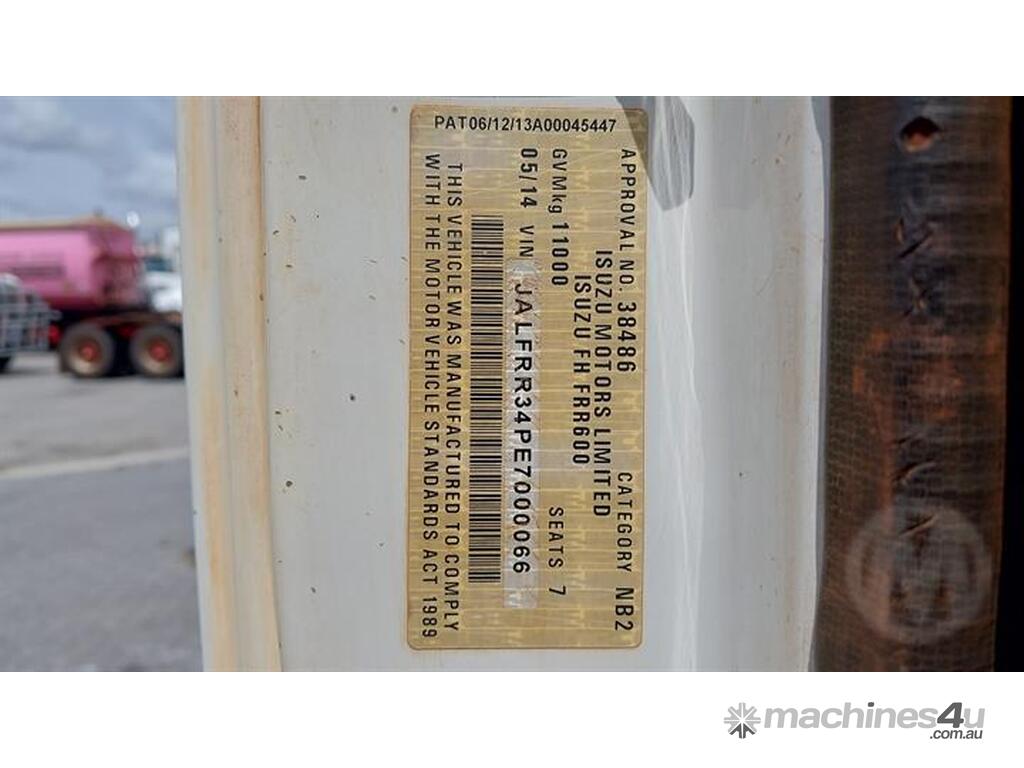 PAT06/12/13A00045447
APPROVAL NO. 38486 CATEGORY NB2
ISUZU MOTORS LIMITED
ISUZU FH FRR600
GVMkg 11000 SEATS 7
05/14 VIN JALFRR34PE7000066
THIS VEHICLE WAS MANUFACTURED TO COMPLY
WITH THE MOTOR VEHICLE STANDARDS ACT 1989
machines4u
.com.au